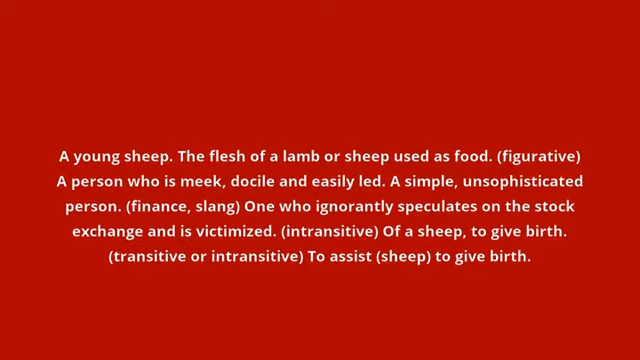 A young sheep. The flesh of a lamb or sheep used as food. (figurative)
A person who is meek, docile and easily led. A simple, unsophisticated
person. (finance, slang) One who ignorantly speculates on the stock
exchange and is victimized. (intransitive) Of a sheep, to give birth.
(transitive or intransitive) To assist (sheep) to give birth.